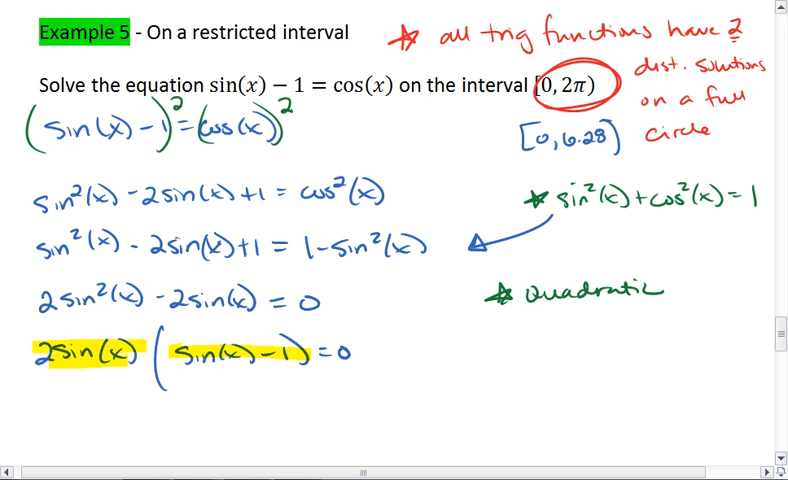 Example 5 - On a restricted interval
* all trig functions have 2
dist. solutions
on a full
circle
Solve the equation sin(x) − 1 = cos(x) on the interval [0, 2π)
(sin(x) - 1)² = (cos(x))²
[0, 6.28)
sin²(x) - 2sin(x) + 1 = cos²(x)
* sin²(x) + cos²(x) = 1
sin²(x) - 2sin(x) + 1 = 1 - sin²(x)
2sin²(x) - 2sin(x) = 0
* Quadratic
2sin(x) (sin(x) - 1) = 0